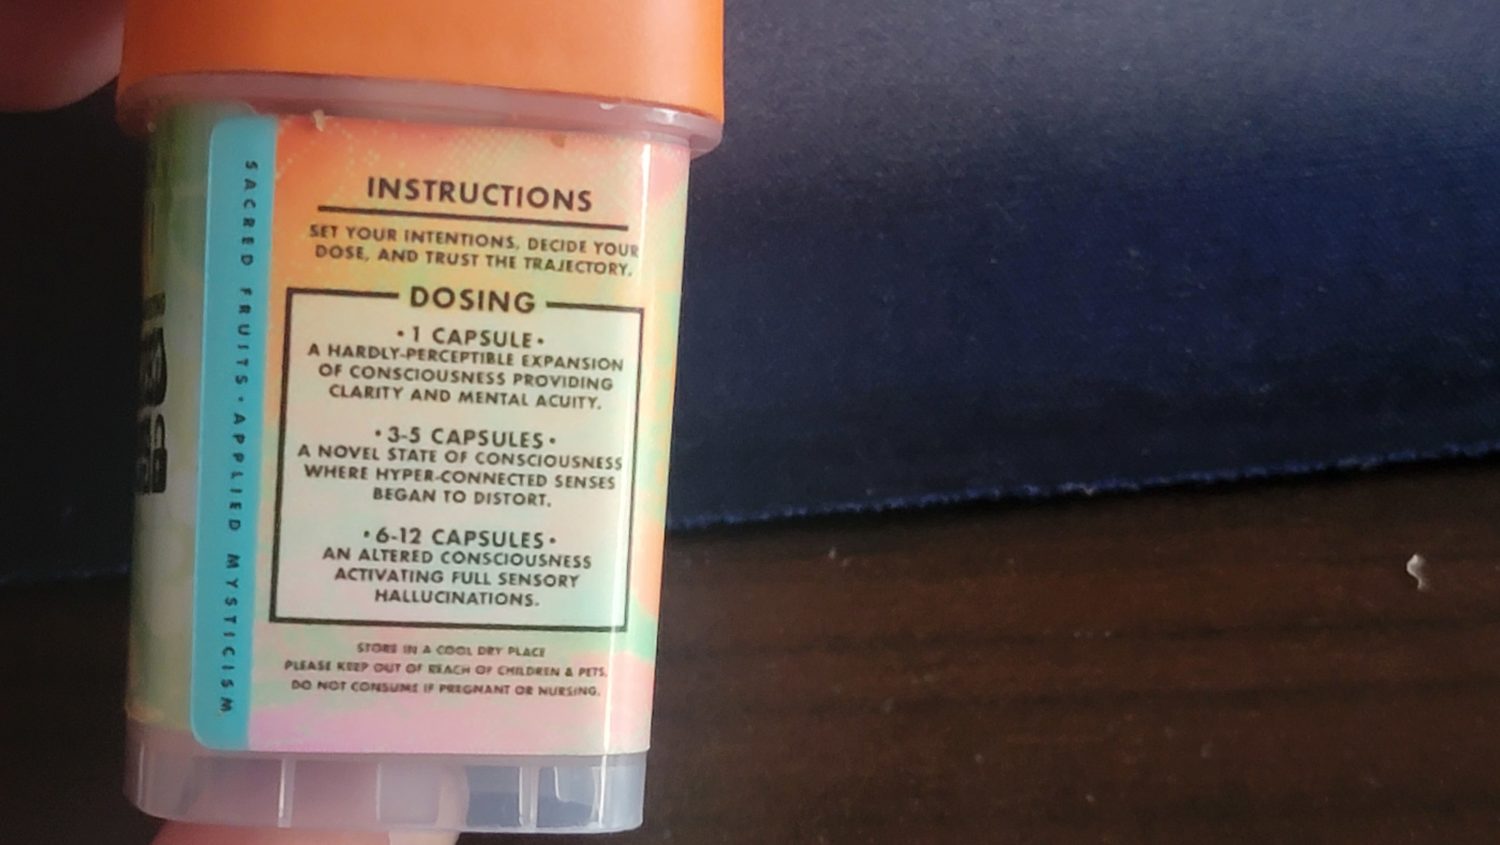 SACRED FRUITS • APPLIED MYSTICISM
INSTRUCTIONS
SET YOUR INTENTIONS, DECIDE YOUR
DOSE, AND TRUST THE TRAJECTORY.
DOSING
• 1 CAPSULE •
A HARDLY-PERCEPTIBLE EXPANSION
OF CONSCIOUSNESS PROVIDING
CLARITY AND MENTAL ACUITY.
• 3-5 CAPSULES •
A NOVEL STATE OF CONSCIOUSNESS
WHERE HYPER-CONNECTED SENSES
BEGAN TO DISTORT.
• 6-12 CAPSULES •
AN ALTERED CONSCIOUSNESS
ACTIVATING FULL SENSORY
HALLUCINATIONS.
STORE IN A COOL DRY PLACE
PLEASE KEEP OUT OF REACH OF CHILDREN & PETS.
DO NOT CONSUME IF PREGNANT OR NURSING.